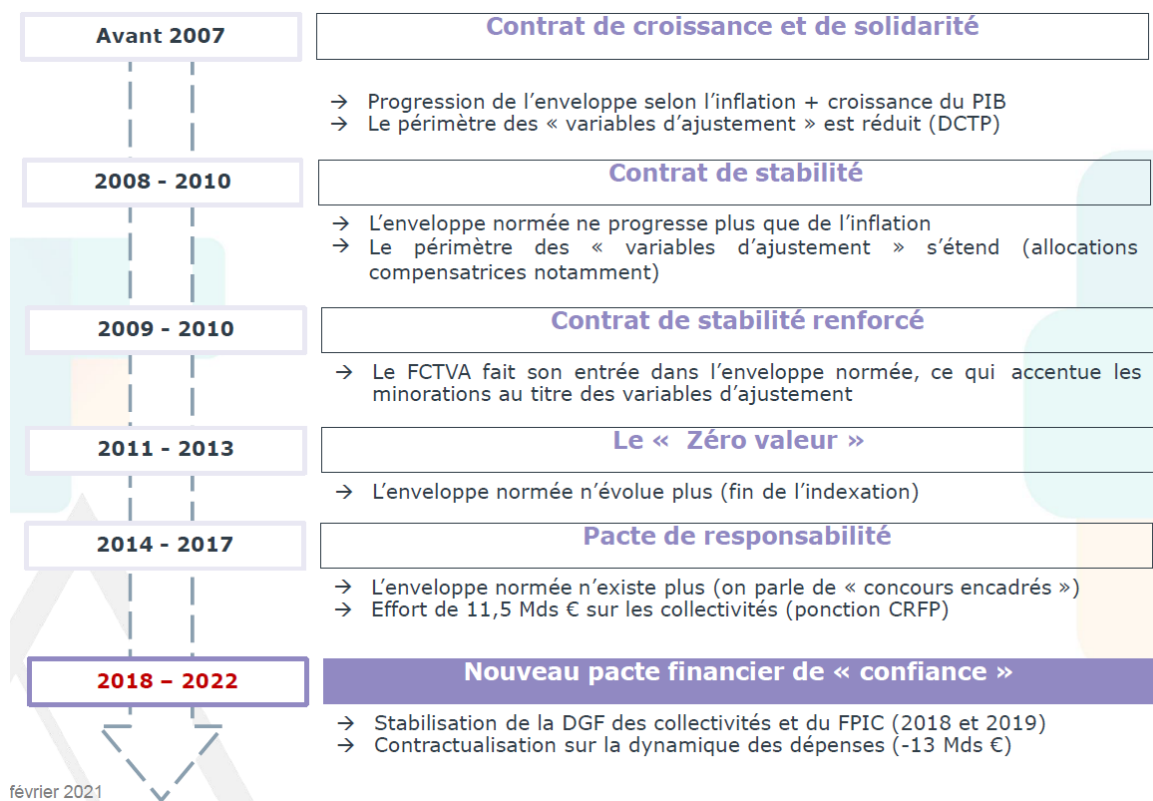 Avant 2007
Contrat de croissance et de solidarité
→ Progression de l'enveloppe selon l'inflation + croissance du PIB
→ Le périmètre des « variables d'ajustement » est réduit (DCTP)
2008 - 2010
Contrat de stabilité
→ L'enveloppe normée ne progresse plus que de l'inflation
→ Le périmètre des « variables d'ajustement » s'étend (allocations
compensatrices notamment)
2009 - 2010
Contrat de stabilité renforcé
→ Le FCTVA fait son entrée dans l'enveloppe normée, ce qui accentue les
minorations au titre des variables d'ajustement
2011 - 2013
Le « Zéro valeur »
→ L'enveloppe normée n'évolue plus (fin de l'indexation)
2014 - 2017
Pacte de responsabilité
→ L'enveloppe normée n'existe plus (on parle de « concours encadrés »)
→ Effort de 11,5 Mds € sur les collectivités (ponction CRFP)
2018 – 2022
Nouveau pacte financier de « confiance »
→ Stabilisation de la DGF des collectivités et du FPIC (2018 et 2019)
→ Contractualisation sur la dynamique des dépenses (-13 Mds €)
février 2021